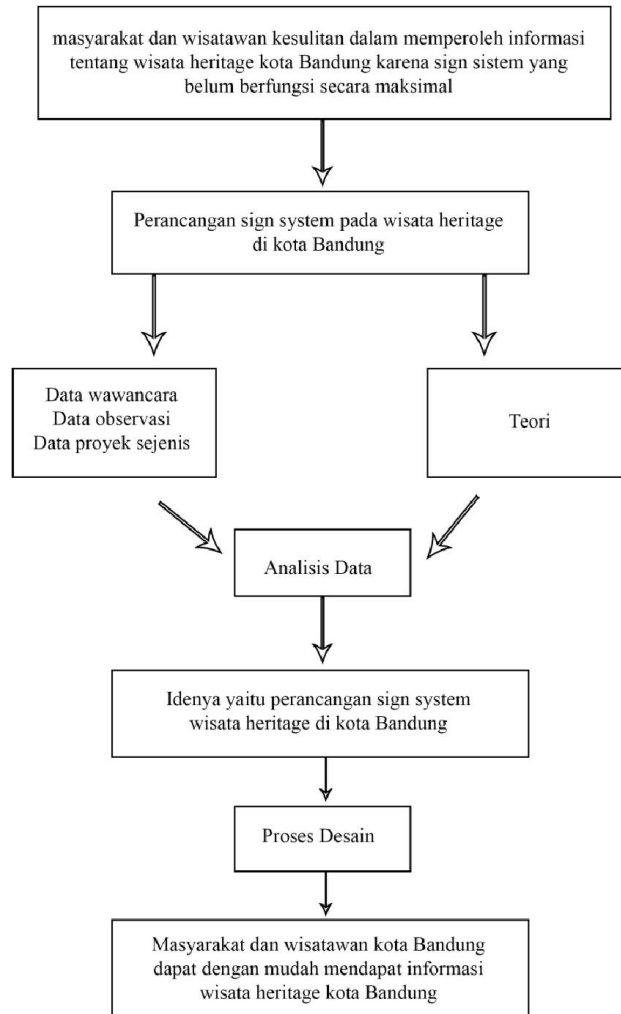 masyarakat dan wisatawan kesulitan dalam memperoleh informasi
tentang wisata heritage kota Bandung karena sign sistem yang
belum berfungsi secara maksimal
Perancangan sign system pada wisata heritage
di kota Bandung
Data wawancara
Data observasi
Data proyek sejenis
Teori
Analisis Data
Idenya yaitu perancangan sign system
wisata heritage di kota Bandung
Proses Desain
Masyarakat dan wisatawan kota Bandung
dapat dengan mudah mendapat informasi
wisata heritage kota Bandung